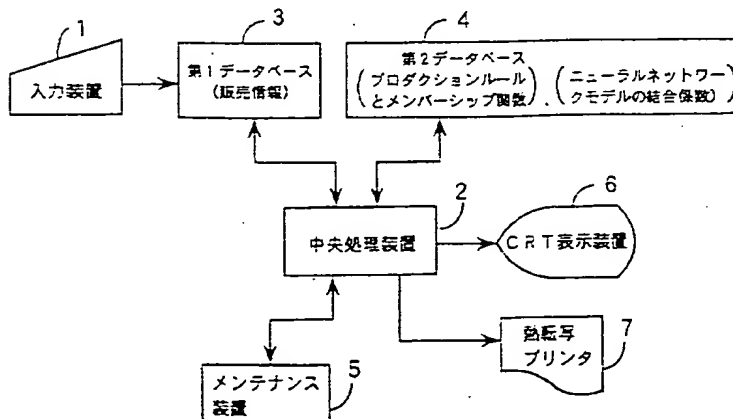 1
3
4
入力装置
第1データベース
(販売情報)
第2データベース
(プロダクションルール
とメンバーシップ関数)、(ニューラルネットワー
クモデルの結合係数)
2
6
中央処理装置
CRT表示装置
熱転写
プリンタ
7
メンテナンス
装置
5